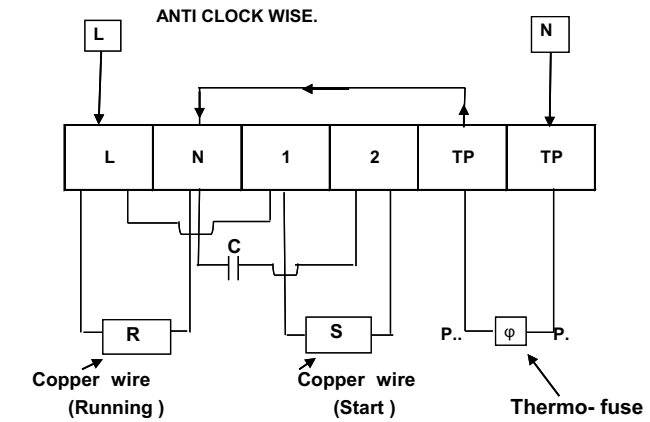 ANTI CLOCK WISE.
L
N
L N 1 2 TP TP
C
R
S
P.. φ P.
Copper wire
(Running )
Copper wire
(Start )
Thermo- fuse